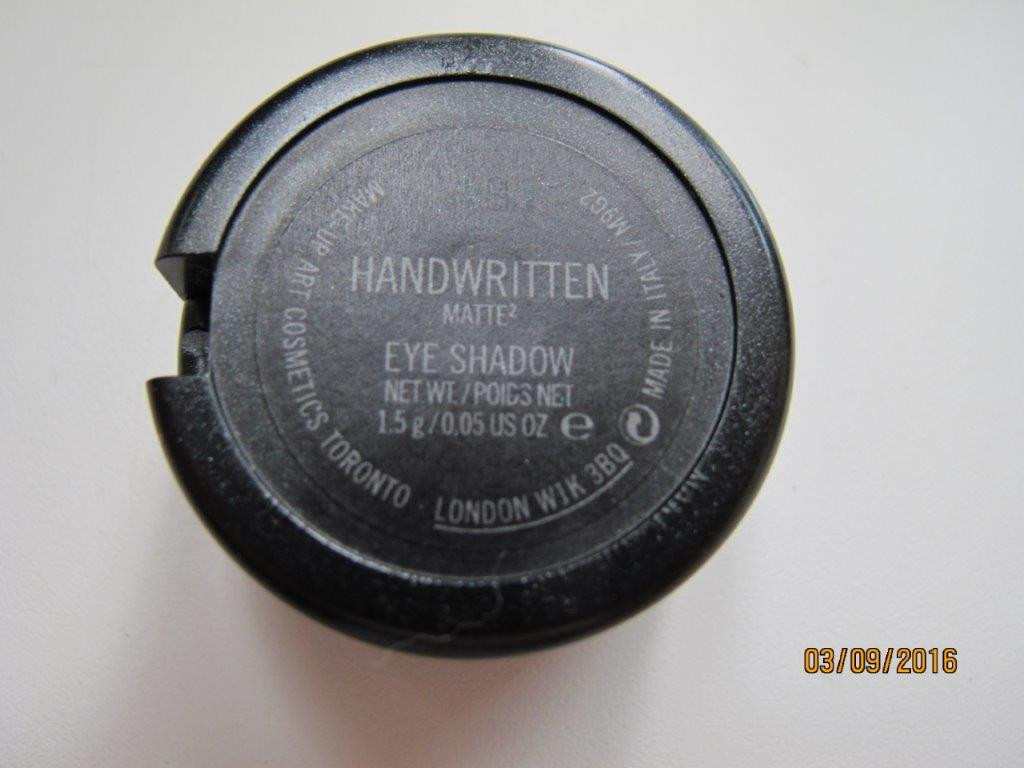 HANDWRITTEN
MATTE²
EYE SHADOW
NET WT./POIDS NET
1.5 g/0.05 US OZ ℮
MAKE-UP ART COSMETICS TORONTO · LONDON W1K 3BQ
MADE IN ITALY/M962
03/09/2016